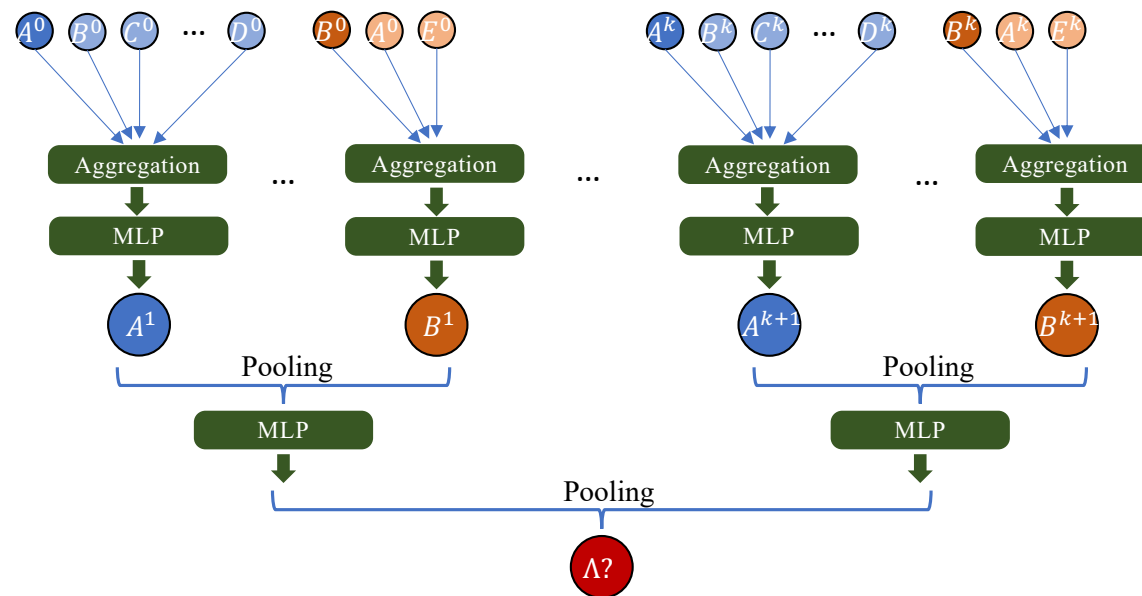 A⁰ B⁰ C⁰ ... D⁰ B⁰ A⁰ E⁰ Aᵏ Bᵏ Cᵏ ... Dᵏ Bᵏ Aᵏ Eᵏ
Aggregation ... Aggregation ... Aggregation ... Aggregation
MLP MLP MLP MLP
A¹ B¹ Aᵏ⁺¹ Bᵏ⁺¹
Pooling Pooling
MLP MLP
Pooling
Λ?